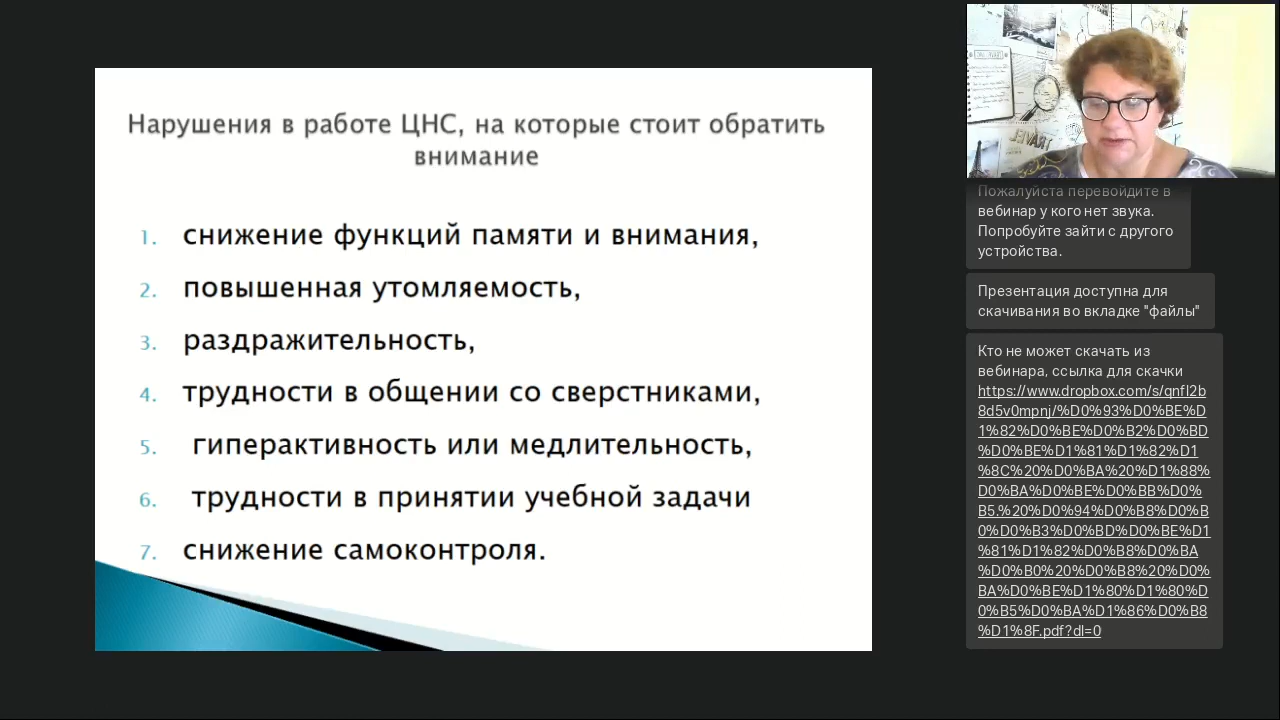 Нарушения в работе ЦНС, на которые стоит обратить
внимание
1. снижение функций памяти и внимания,
2. повышенная утомляемость,
3. раздражительность,
4. трудности в общении со сверстниками,
5. гиперактивность или медлительность,
6. трудности в принятии учебной задачи
7. снижение самоконтроля.
TRAVEL
Пожалуйста перевойдите в
вебинар у кого нет звука.
Попробуйте зайти с другого
устройства.
Презентация доступна для
скачивания во вкладке "файлы"
Кто не может скачать из
вебинара, ссылка для скачки
https://www.dropbox.com/s/qnfl2b
8d5v0mpnj/%D0%93%D0%BE%D
1%82%D0%BE%D0%B2%D0%BD
%D0%BE%D1%81%D1%82%D1
%8C%20%D0%BA%20%D1%88%
D0%BA%D0%BE%D0%BB%D0%
B5.%20%D0%94%D0%B8%D0%B
0%D0%B3%D0%BD%D0%BE%D1
%81%D1%82%D0%B8%D0%BA
%D0%B0%20%D0%B8%20%D0%
BA%D0%BE%D1%80%D1%80%D
0%B5%D0%BA%D1%86%D0%B8
%D1%8F.pdf?dl=0